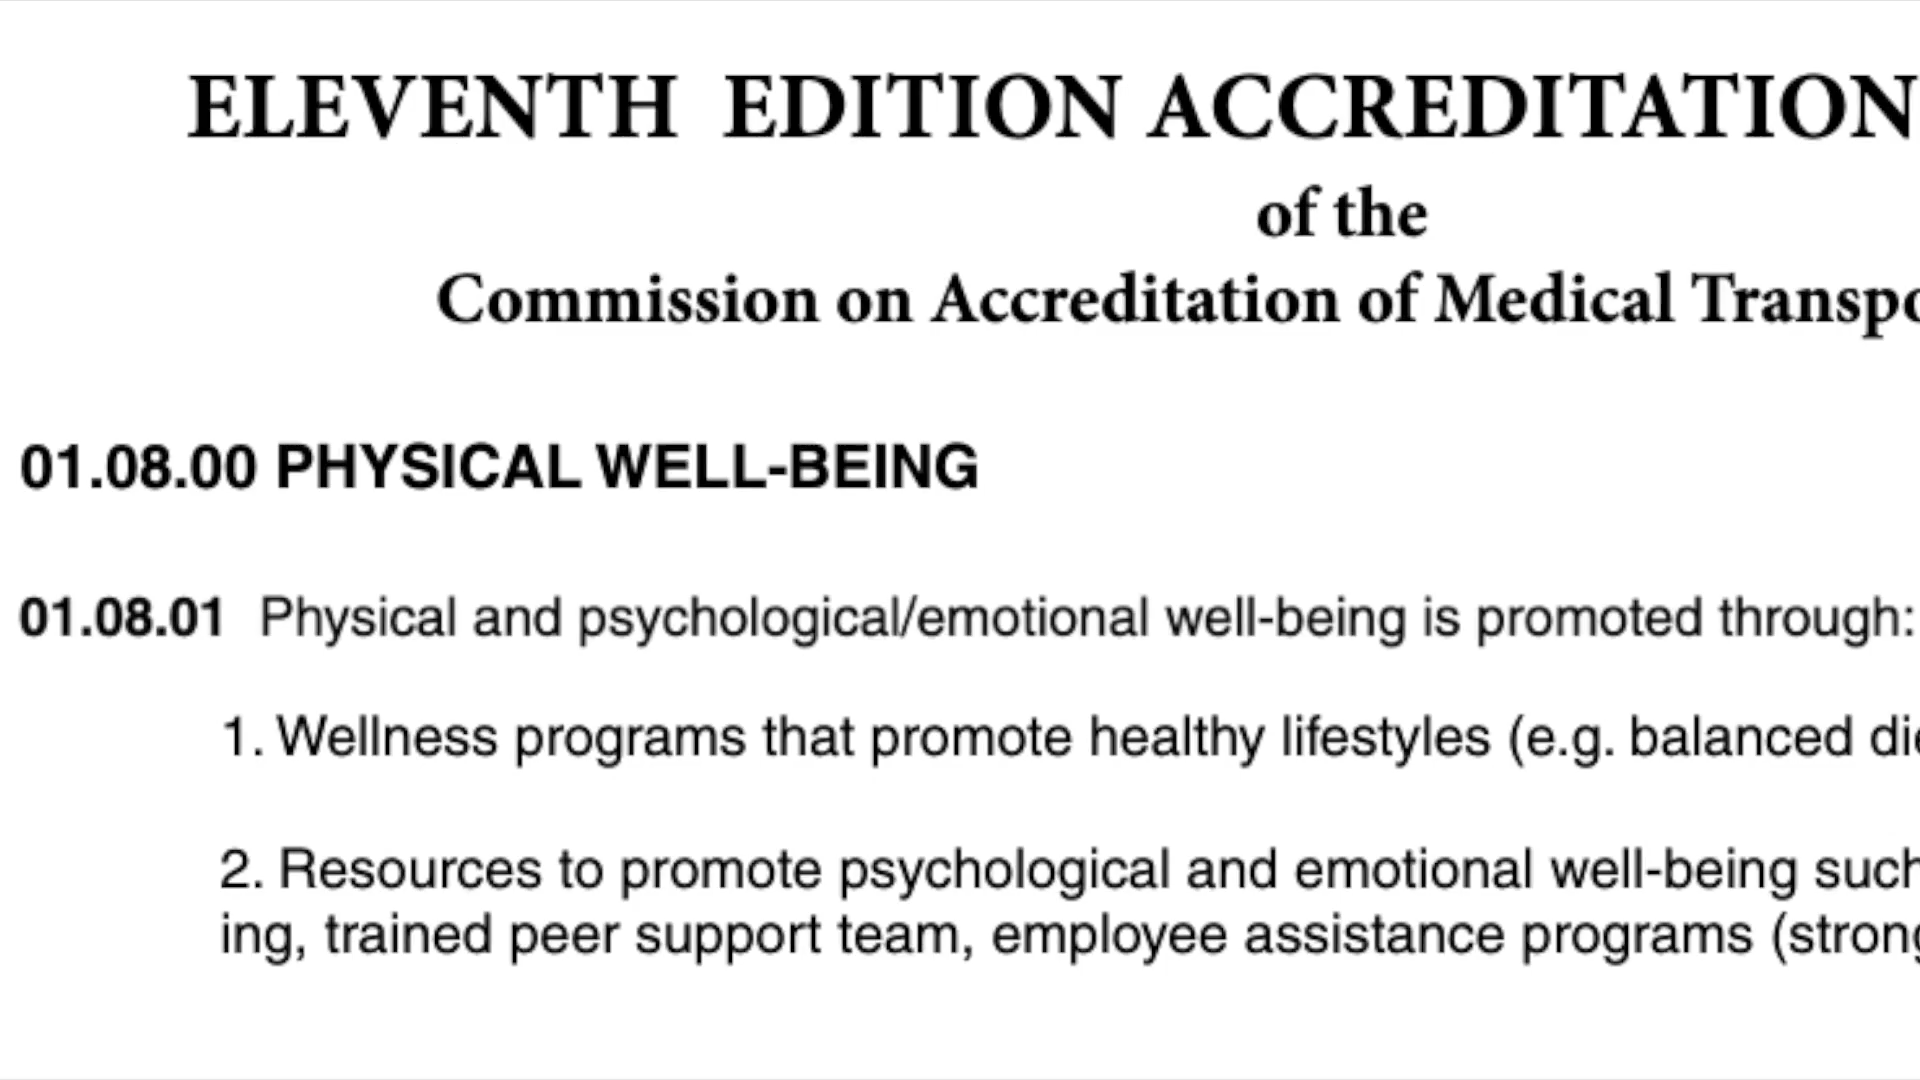 ELEVENTH EDITION ACCREDITATION
of the
Commission on Accreditation of Medical Transpo
01.08.00 PHYSICAL WELL-BEING
01.08.01 Physical and psychological/emotional well-being is promoted through:
1. Wellness programs that promote healthy lifestyles (e.g. balanced die
2. Resources to promote psychological and emotional well-being such
ing, trained peer support team, employee assistance programs (strong